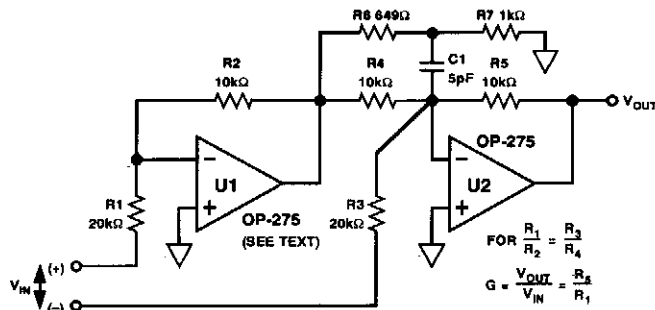 R6 649Ω
R7 1kΩ
R2
10kΩ
R4
10kΩ
C1
5pF
R5
10kΩ
VOUT
−
U1
+
OP-275
(SEE TEXT)
R1
20kΩ
R3
20kΩ
OP-275
−
U2
+
(+)
VIN
(−)
FOR R1/R2 = R3/R4
G = VOUT/VIN = R5/R1